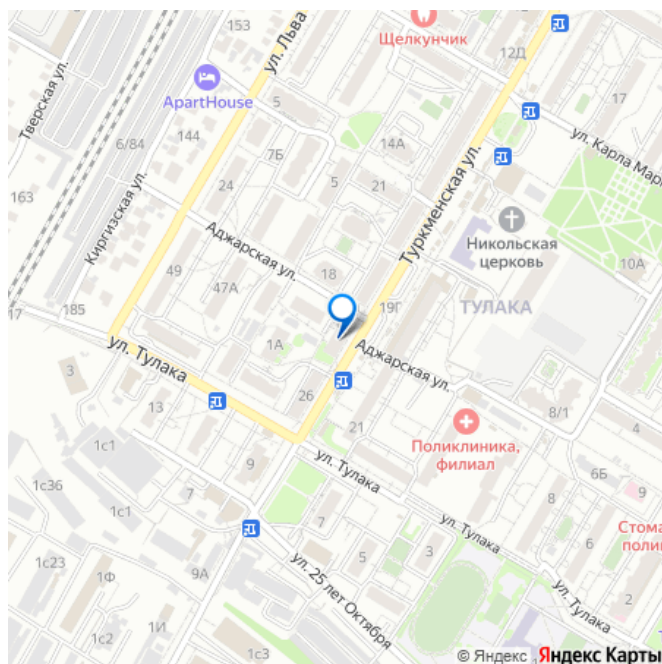 153
Щелкунчик
12Д
Тверская ул.
ул. Льва
ApartHouse
5
17
6/84
144
14А
7Б
ул. Карла Мар
163
Киргизская ул.
24
5
21
Туркменская ул.
Никольская
церковь
10А
Аджарская ул.
49
18
47А
19Г
ТУЛАКА
185
17
1А
Аджарская ул.
ул. Тулака
3
26
13
8/1
4
21
Поликлиника,
филиал
1с1
9
ул. Тулака
6Б
9
1с36
7
1с1
7
ул. Тулака
8
Стома
полик
5
3
6
1с23
1Ф
9А
ул. 25 лет Октября
ул. Тулака
2
1И
1с2
1с3
© Яндекс Яндекс Карты